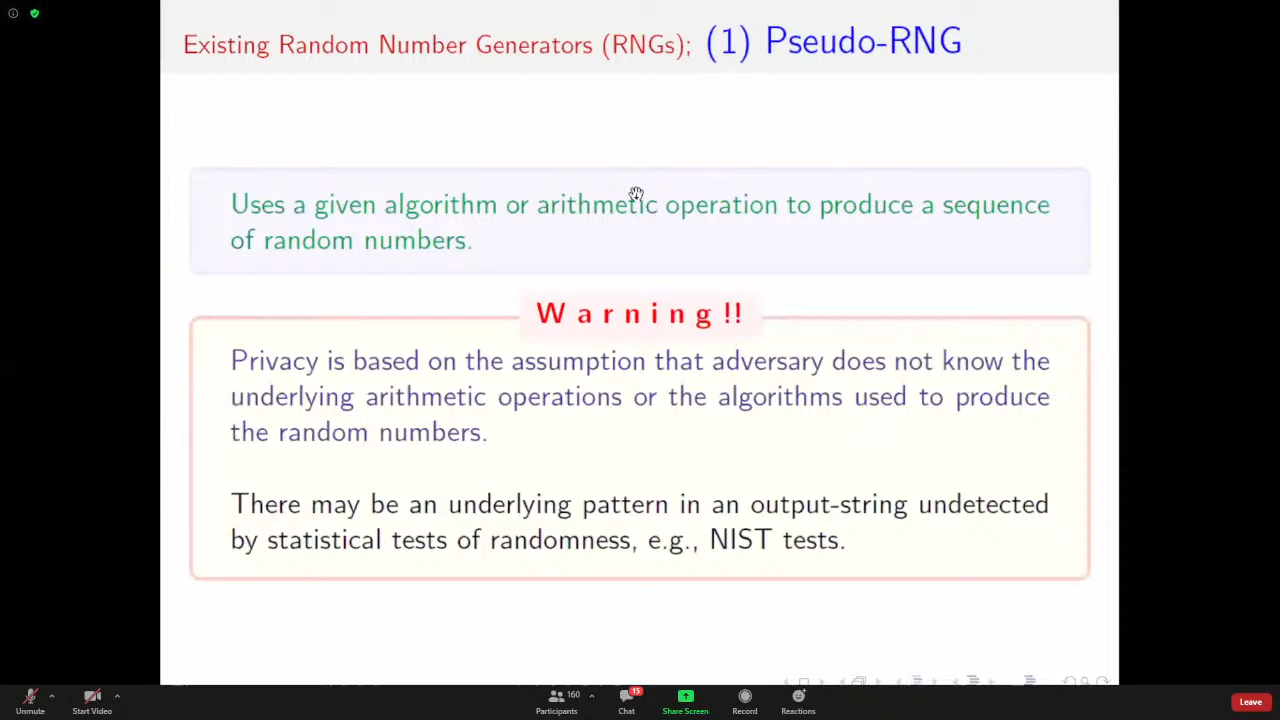 Existing Random Number Generators (RNGs); (1) Pseudo-RNG
Uses a given algorithm or arithmetic operation to produce a sequence
of random numbers.
Warning!!
Privacy is based on the assumption that adversary does not know the
underlying arithmetic operations or the algorithms used to produce
the random numbers.
There may be an underlying pattern in an output-string undetected
by statistical tests of randomness, e.g., NIST tests.
160
15
Unmute
Start Video
Participants
Chat
Share Screen
Record
Reactions
Leave